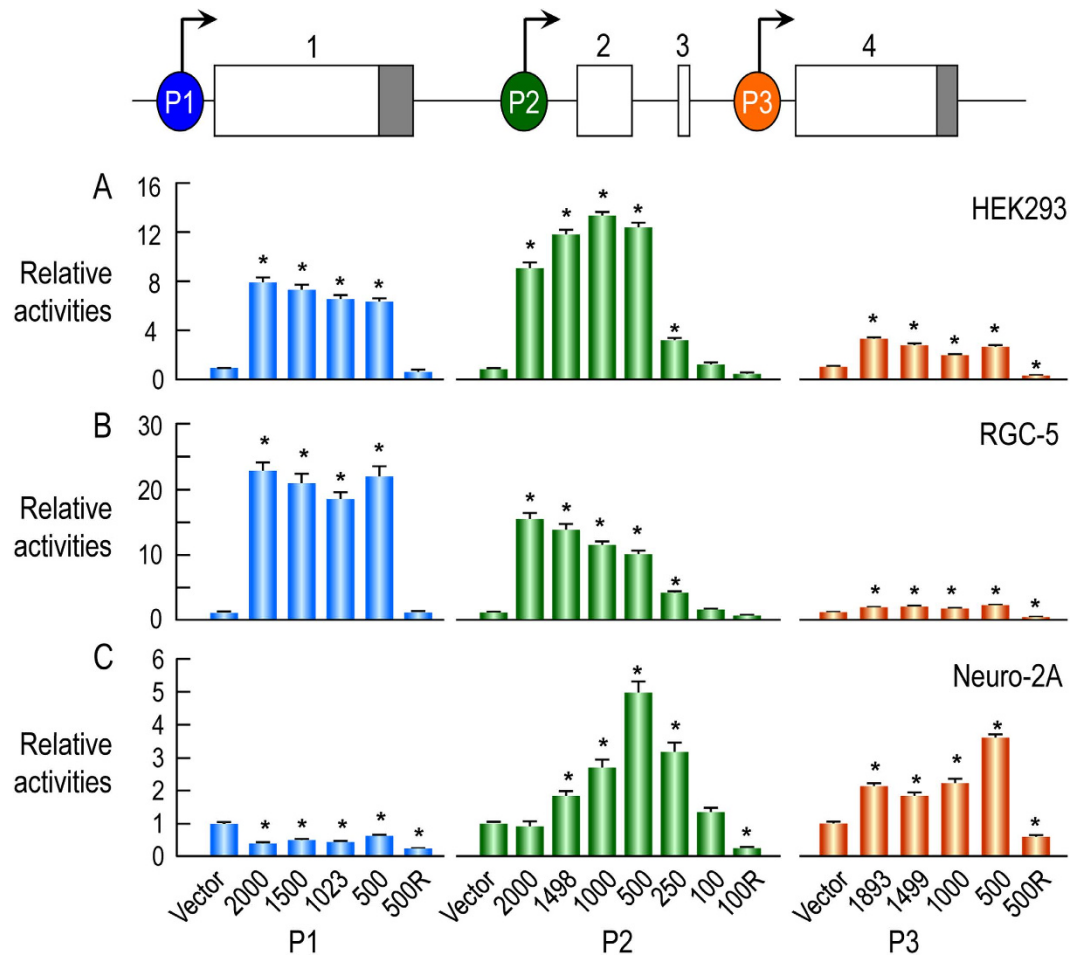 1 2 3 4
P1 P2 P3
A
HEK293
Relative
activities
16
12
8
4
0
* * * *
* * * * *
* * * * *
B
RGC-5
Relative
activities
30
20
10
0
* * * *
* * * * *
* * * * *
C
Neuro-2A
Relative
activities
6
5
4
3
2
1
0
* * * * *
* * * * *
* * * * *
Vector 2000 1500 1023 500 500R
Vector 2000 1498 1000 500 250 100 100R
Vector 1893 1499 1000 500 500R
P1 P2 P3